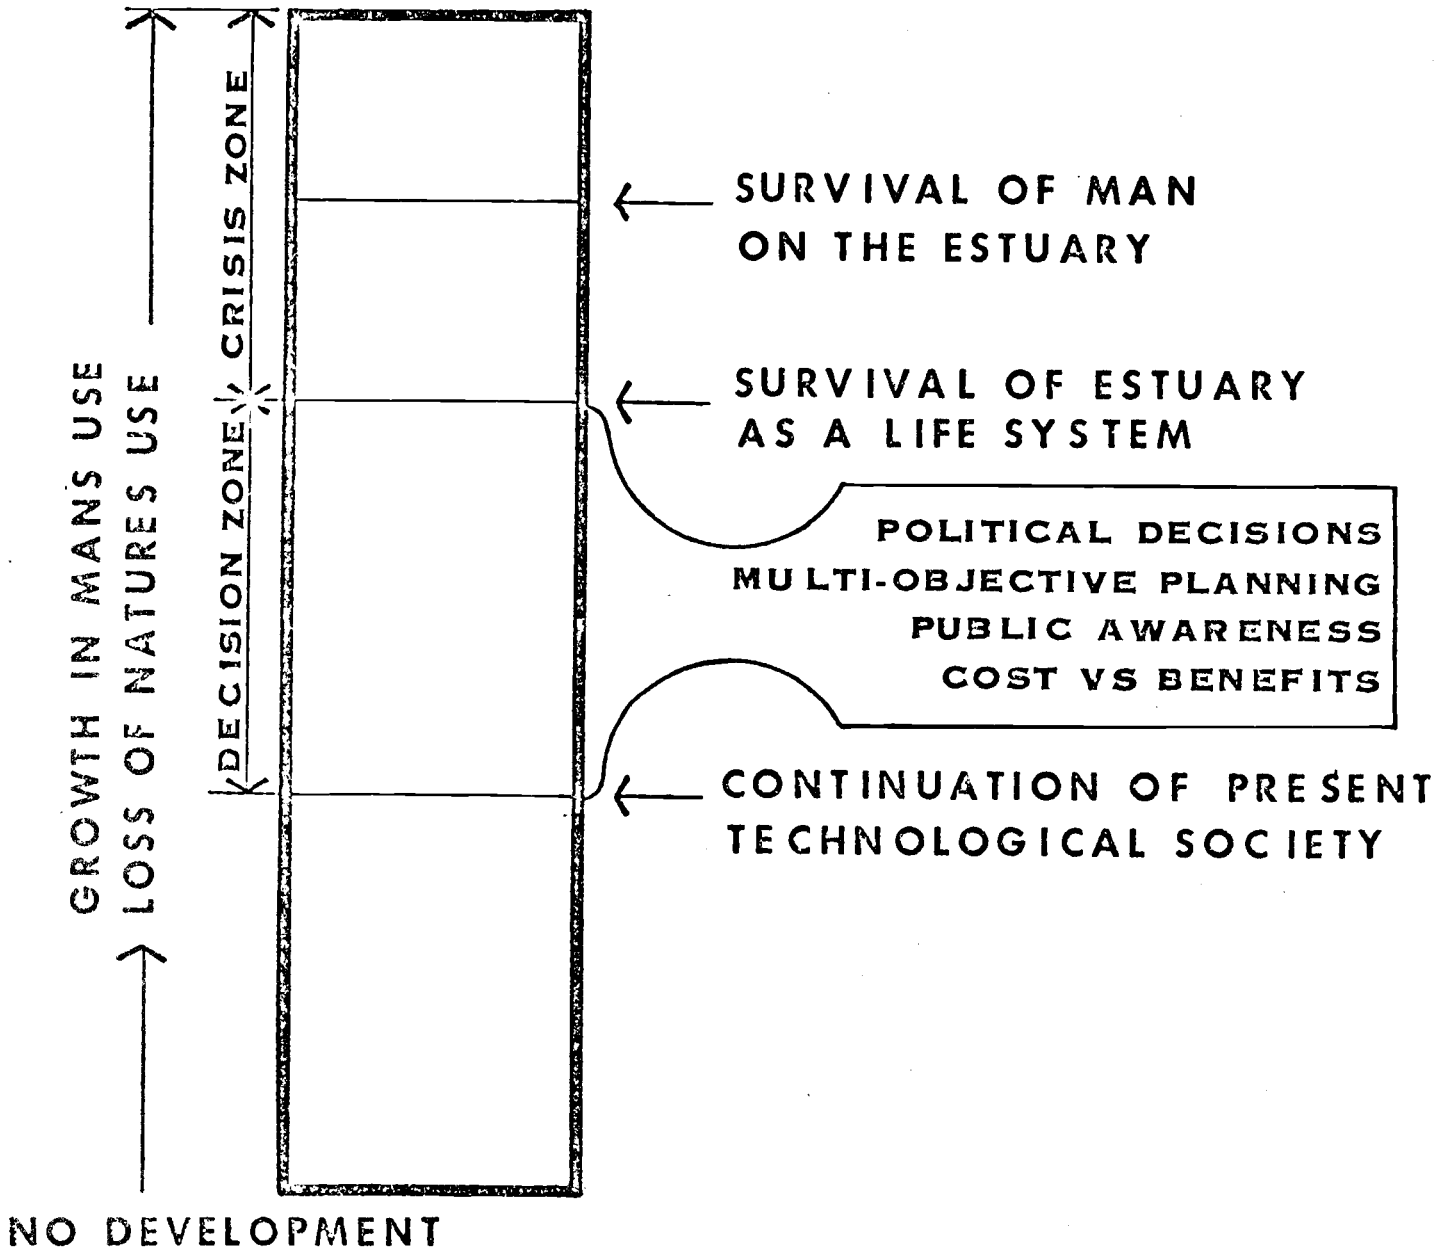 CRISIS ZONE
DECISION ZONE
GROWTH IN MANS USE
LOSS OF NATURES USE
NO DEVELOPMENT
SURVIVAL OF MAN
ON THE ESTUARY
SURVIVAL OF ESTUARY
AS A LIFE SYSTEM
POLITICAL DECISIONS
MULTI-OBJECTIVE PLANNING
PUBLIC AWARENESS
COST VS BENEFITS
CONTINUATION OF PRESENT
TECHNOLOGICAL SOCIETY